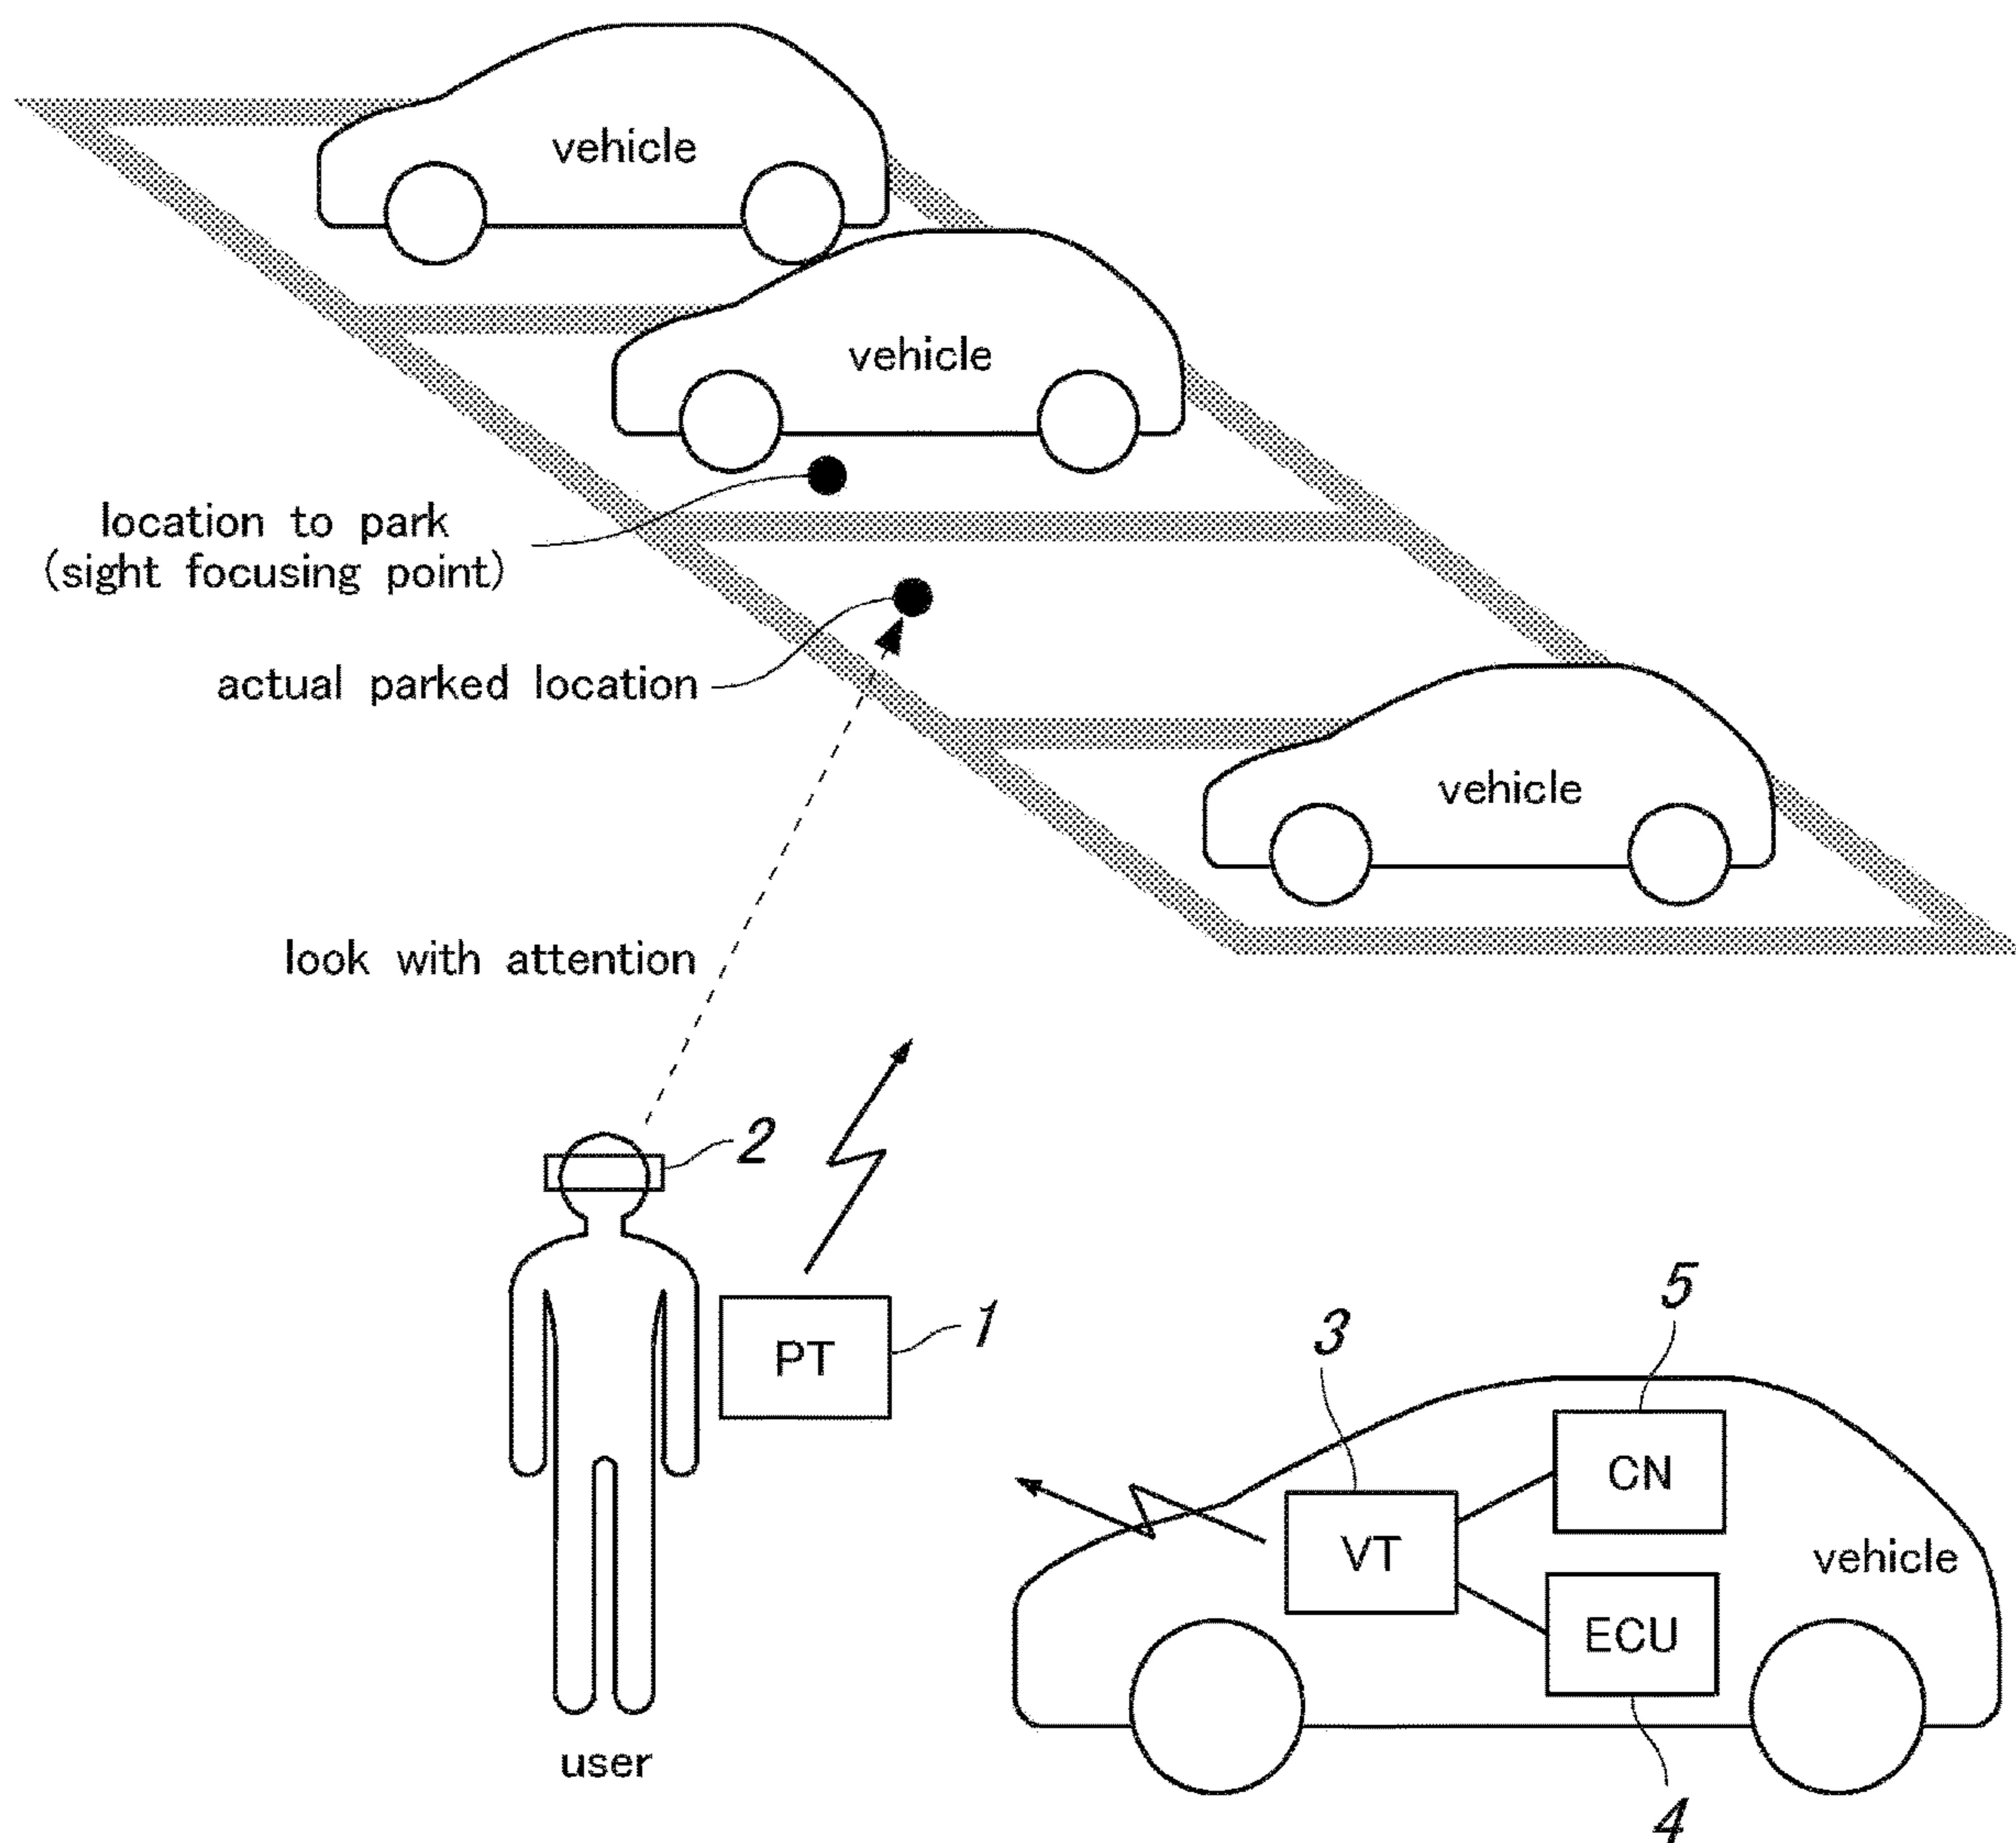 vehicle
vehicle
location to park
(sight focusing point)
actual parked location
vehicle
look with attention
2
1
PT
5
3
CN
VT
vehicle
ECU
user
4